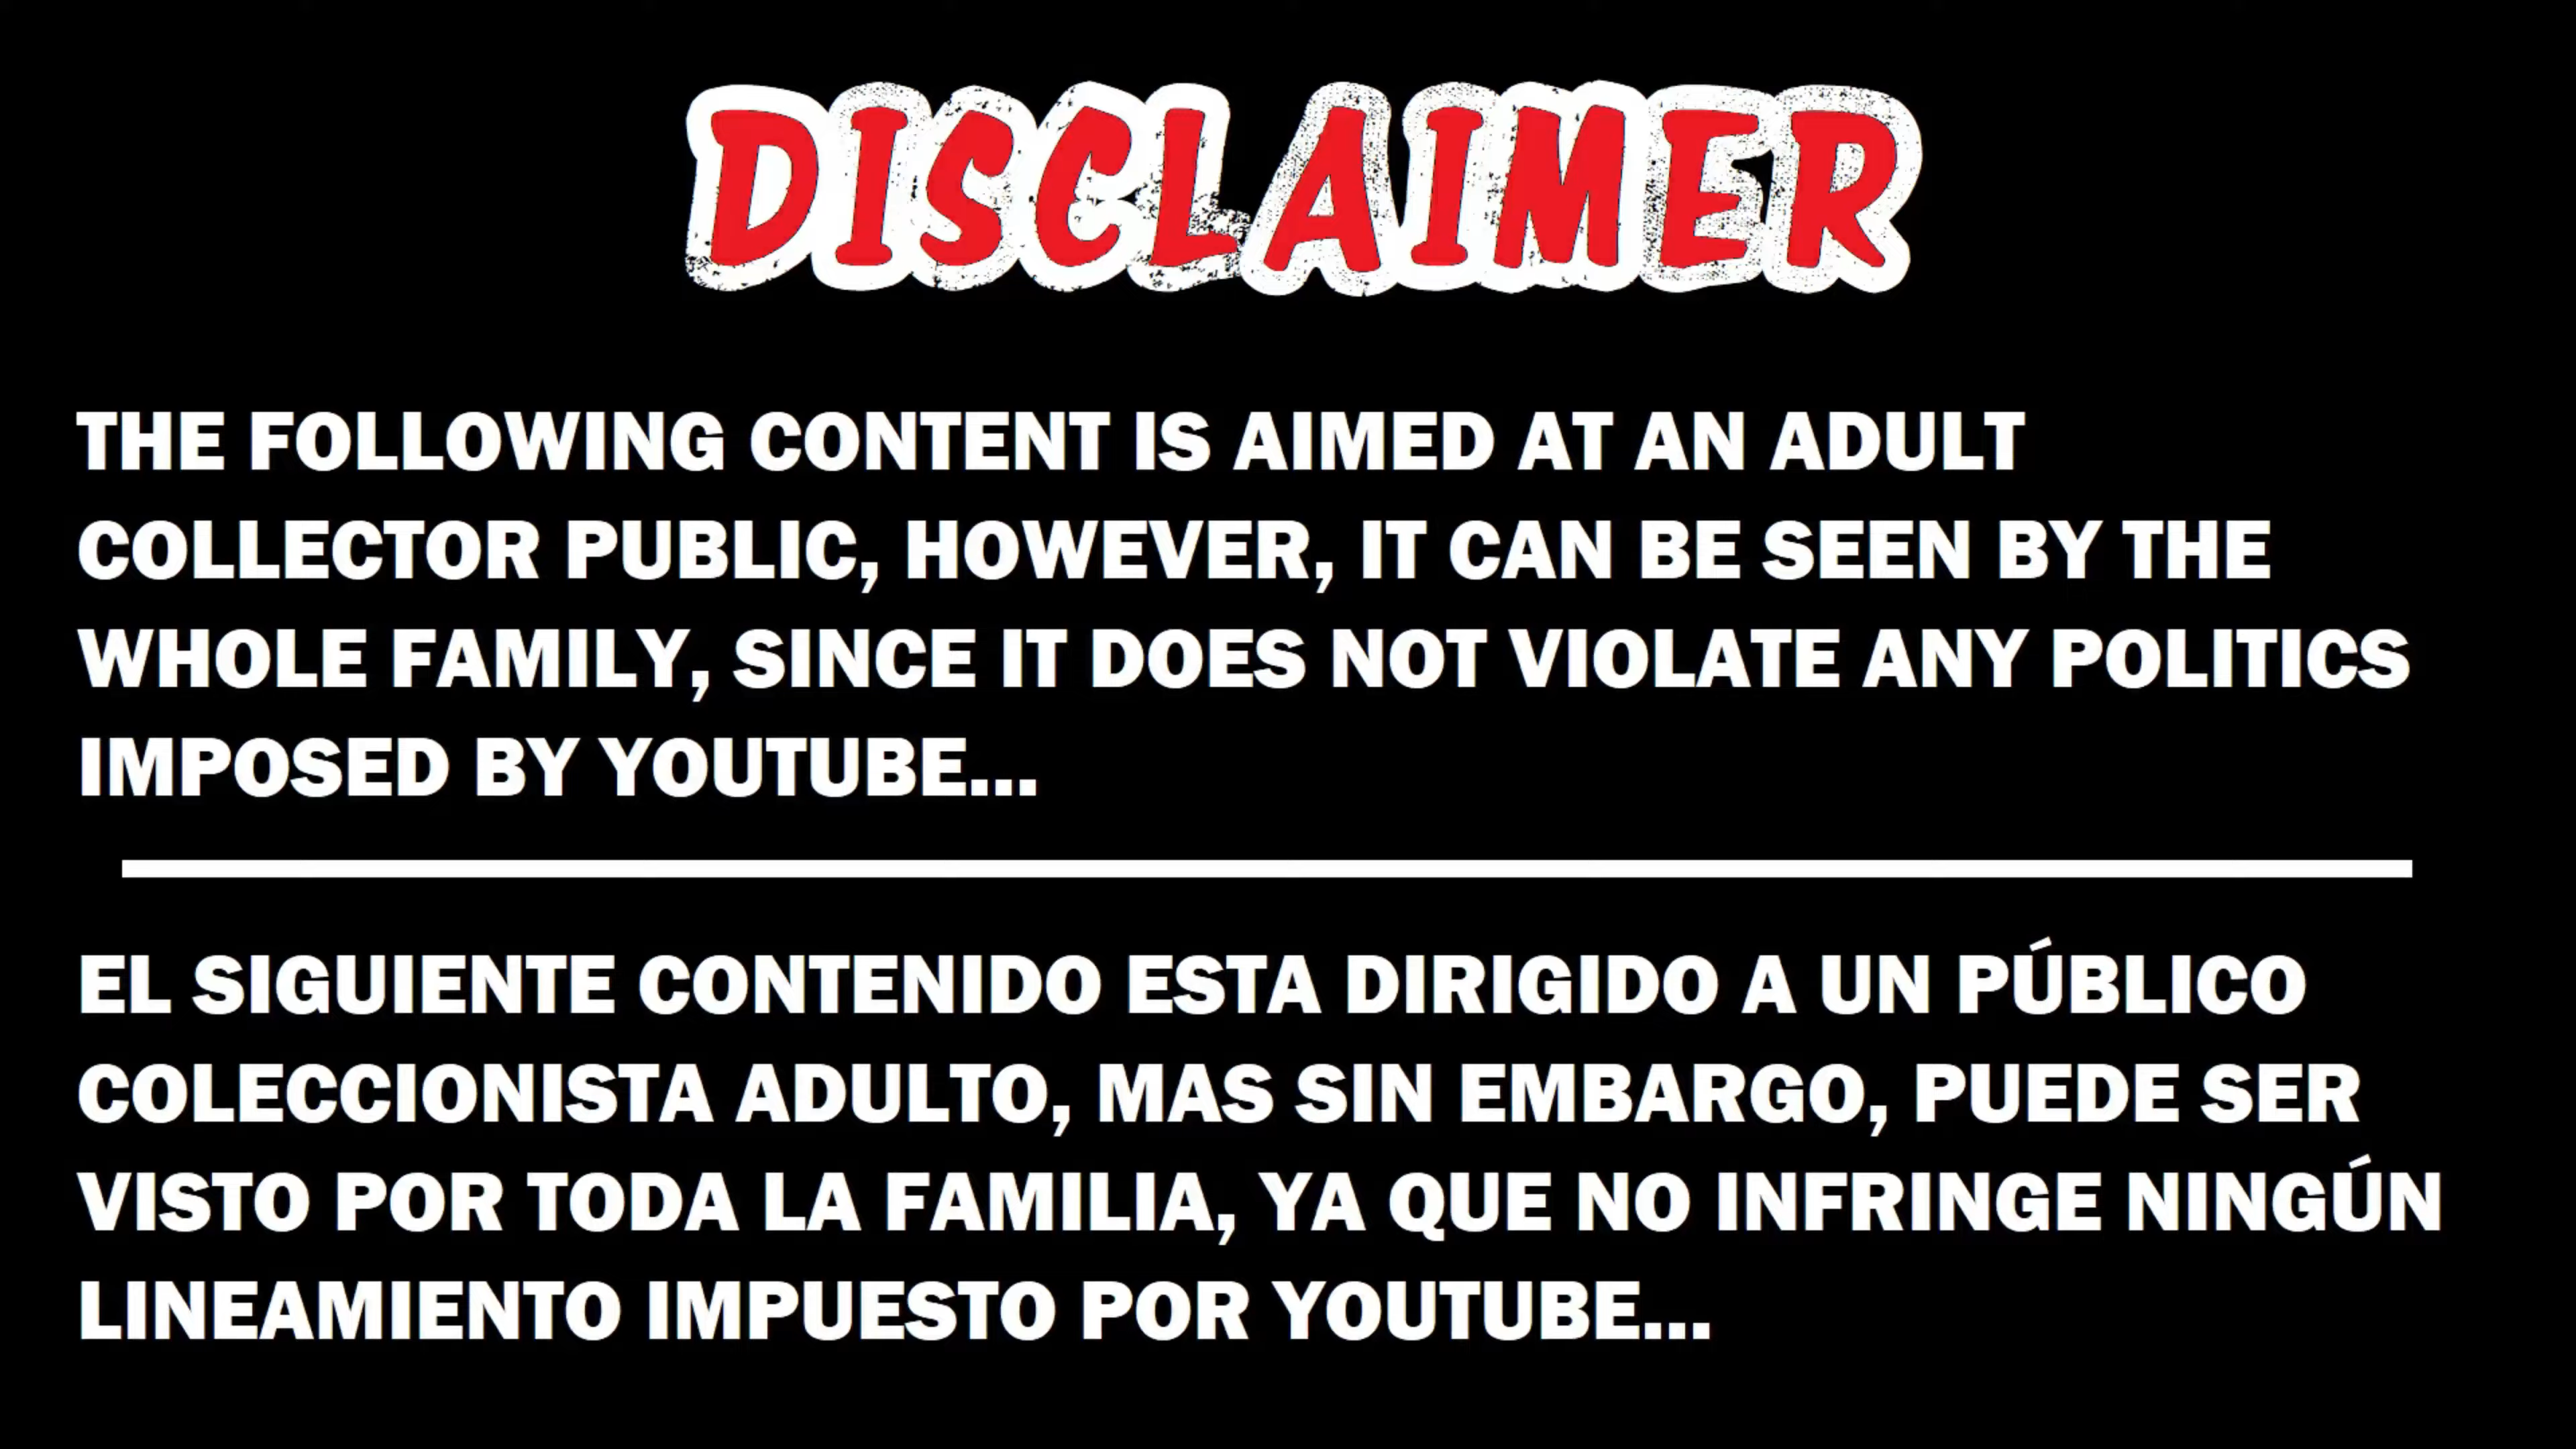 DISCLAIMER
THE FOLLOWING CONTENT IS AIMED AT AN ADULT
COLLECTOR PUBLIC, HOWEVER, IT CAN BE SEEN BY THE
WHOLE FAMILY, SINCE IT DOES NOT VIOLATE ANY POLITICS
IMPOSED BY YOUTUBE...
EL SIGUIENTE CONTENIDO ESTA DIRIGIDO A UN PÚBLICO
COLECCIONISTA ADULTO, MAS SIN EMBARGO, PUEDE SER
VISTO POR TODA LA FAMILIA, YA QUE NO INFRINGE NINGÚN
LINEAMIENTO IMPUESTO POR YOUTUBE...